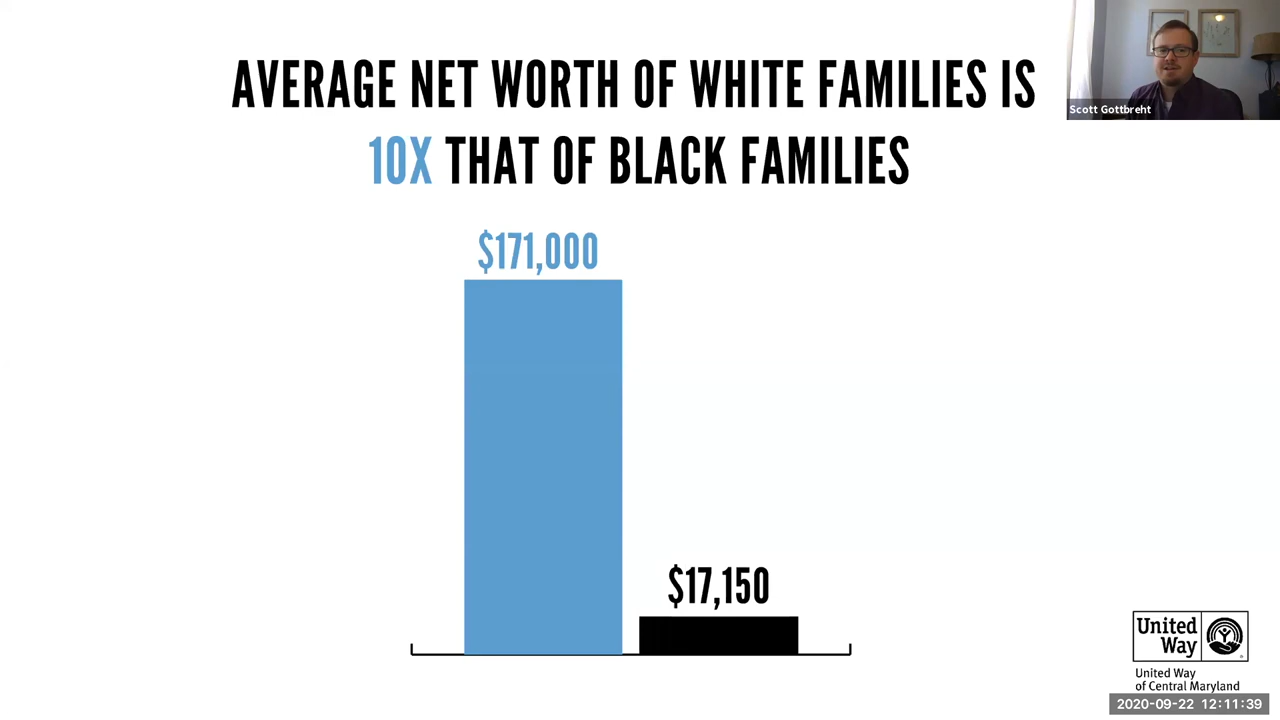 AVERAGE NET WORTH OF WHITE FAMILIES IS
10X THAT OF BLACK FAMILIES
$171,000
$17,150
Scott Gottbreht
United
Way
United Way
of Central Maryland
2020-09-22 12:11:39